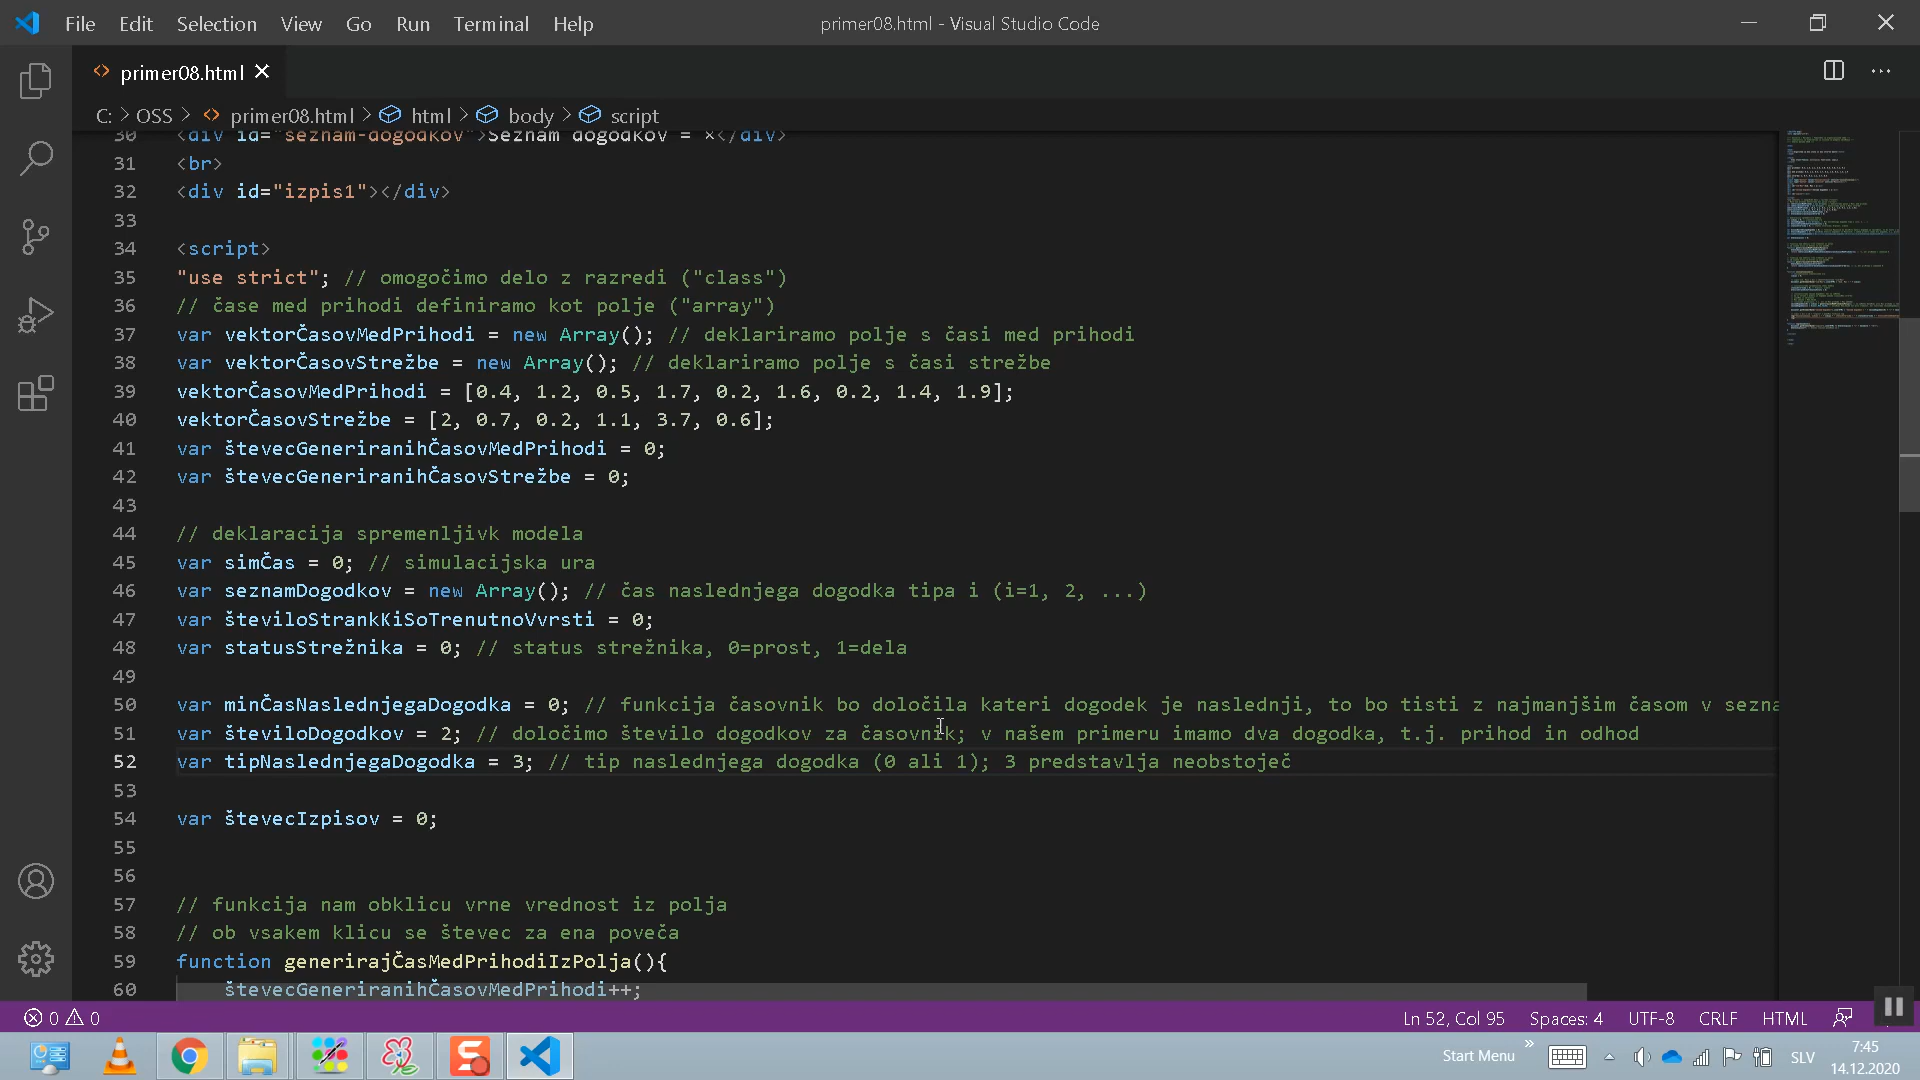 File Edit Selection View Go Run Terminal Help
primer08.html - Visual Studio Code
primer08.html
C: > OSS > primer08.html > html > body > script
30 <div id="seznam-dogodkov">Seznam dogodkov = ×</div>
31 <br>
32 <div id="izpis1"></div>
33
34 <script>
35 "use strict"; // omogočimo delo z razredi ("class")
36 // čase med prihodi definiramo kot polje ("array")
37 var vektorČasovMedPrihodi = new Array(); // deklariramo polje s časi med prihodi
38 var vektorČasovStrežbe = new Array(); // deklariramo polje s časi strežbe
39 vektorČasovMedPrihodi = [0.4, 1.2, 0.5, 1.7, 0.2, 1.6, 0.2, 1.4, 1.9];
40 vektorČasovStrežbe = [2, 0.7, 0.2, 1.1, 3.7, 0.6];
41 var števecGeneriranihČasovMedPrihodi = 0;
42 var števecGeneriranihČasovStrežbe = 0;
43
44 // deklaracija spremenljivk modela
45 var simČas = 0; // simulacijska ura
46 var seznamDogodkov = new Array(); // čas naslednjega dogodka tipa i (i=1, 2, ...)
47 var številoStrankKiSoTrenutnoVvrsti = 0;
48 var statusStrežnika = 0; // status strežnika, 0=prost, 1=dela
49
50 var minČasNaslednjegaDogodka = 0; // funkcija časovnik bo določila kateri dogodek je naslednji, to bo tisti z najmanjšim časom v sezna
51 var številoDogodkov = 2; // določimo število dogodkov za časovnik; v našem primeru imamo dva dogodka, t.j. prihod in odhod
52 var tipNaslednjegaDogodka = 3; // tip naslednjega dogodka (0 ali 1); 3 predstavlja neobstoječ
53
54 var števecIzpisov = 0;
55
56
57 // funkcija nam obklicu vrne vrednost iz polja
58 // ob vsakem klicu se števec za ena poveča
59 function generirajČasMedPrihodiIzPolja(){
60 števecGeneriranihČasovMedPrihodi++;
0 0 Ln 52, Col 95 Spaces: 4 UTF-8 CRLF HTML
Start Menu » SLV 7:45
14.12.2020